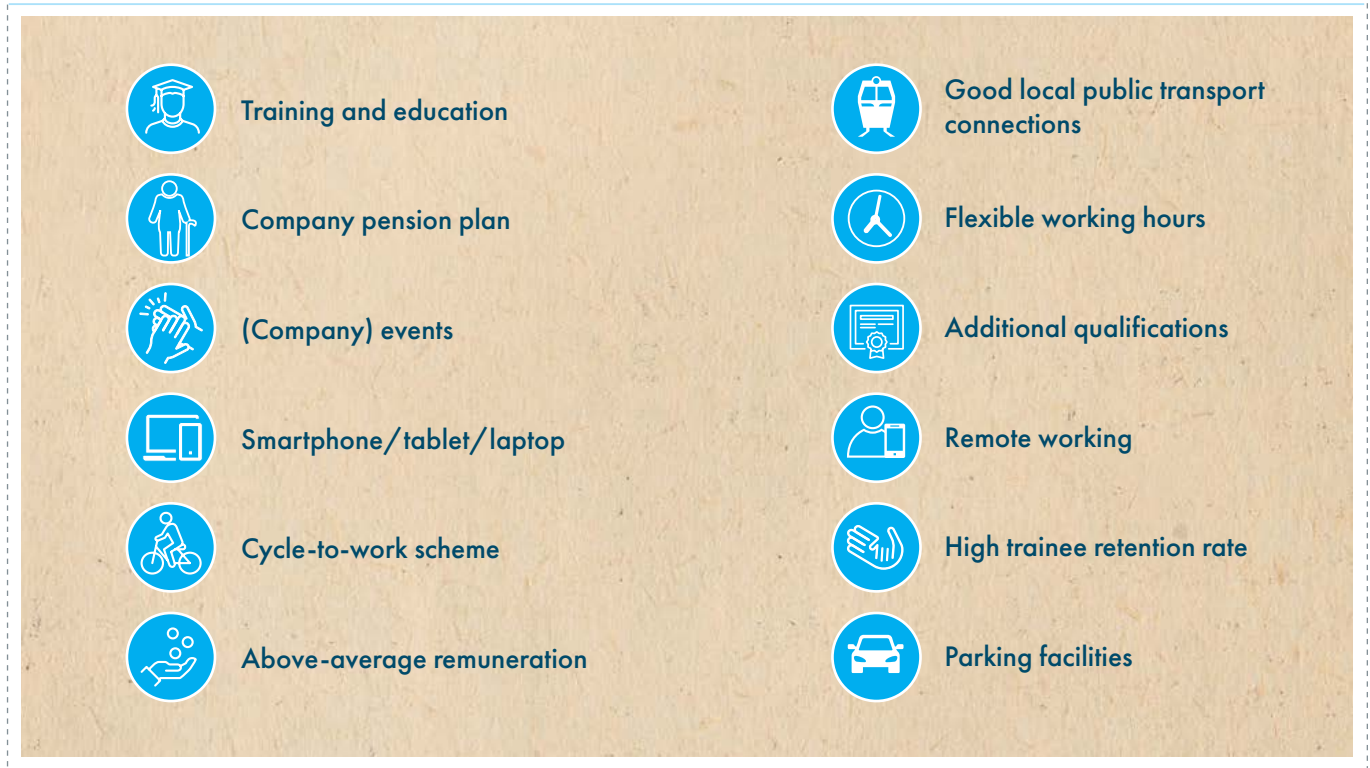 Training and education
Company pension plan
(Company) events
Smartphone/tablet/laptop
Cycle-to-work scheme
Above-average remuneration
Good local public transport
connections
Flexible working hours
Additional qualifications
Remote working
High trainee retention rate
Parking facilities